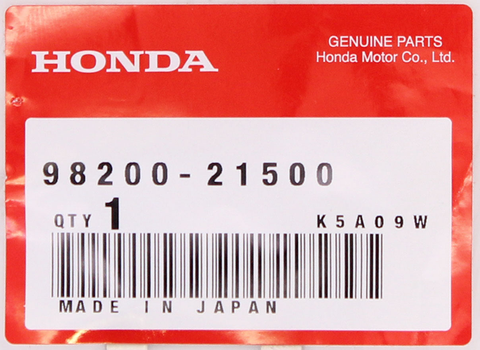 HONDA
GENUINE PARTS
Honda Motor Co., Ltd.
98200-21500
QTY 1 K5A09W
MADE IN JAPAN